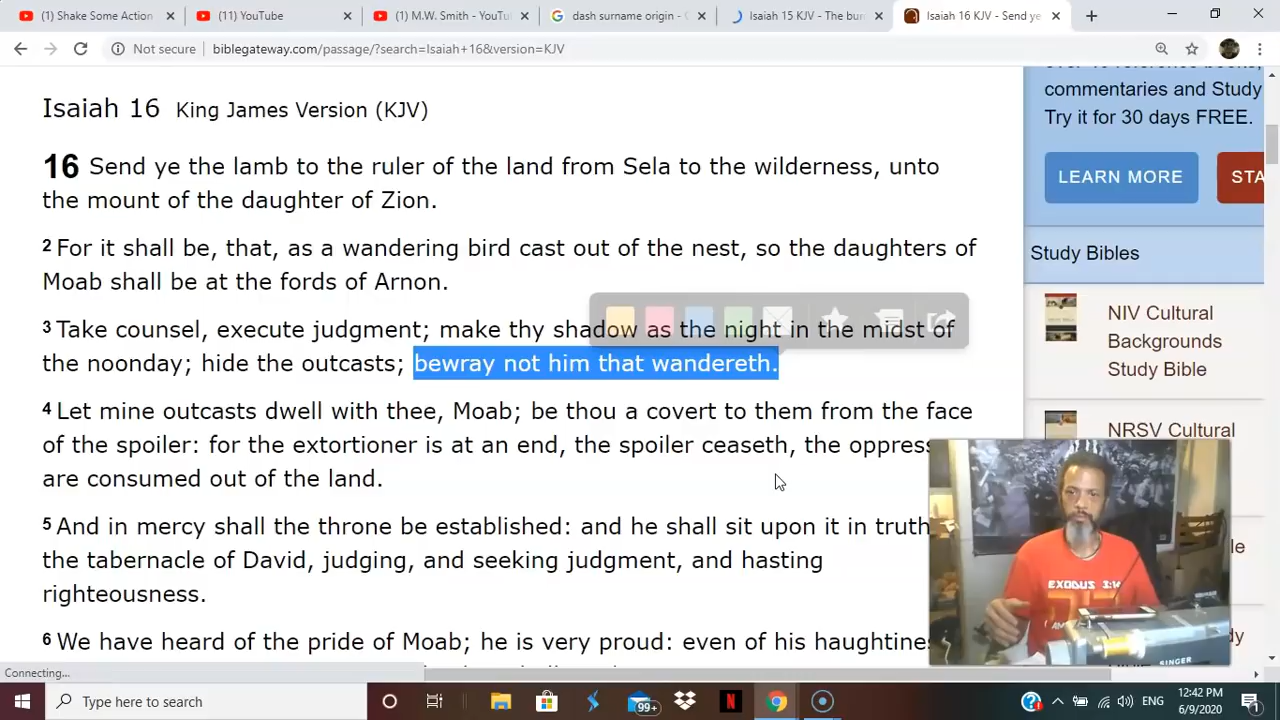 (1) Shake Some Action
(11) YouTube
(1) M.W. Smith - YouTu
dash surname origin -
Isaiah 15 KJV - The bur
Isaiah 16 KJV - Send ye
Not secure
biblegateway.com/passage/?search=Isaiah+16&version=KJV
Isaiah 16 King James Version (KJV)
16 Send ye the lamb to the ruler of the land from Sela to the wilderness, unto
the mount of the daughter of Zion.
2 For it shall be, that, as a wandering bird cast out of the nest, so the daughters of
Moab shall be at the fords of Arnon.
3 Take counsel, execute judgment; make thy shadow as the night in the midst of
the noonday; hide the outcasts; bewray not him that wandereth.
4 Let mine outcasts dwell with thee, Moab; be thou a covert to them from the face
of the spoiler: for the extortioner is at an end, the spoiler ceaseth, the oppress
are consumed out of the land.
5 And in mercy shall the throne be established: and he shall sit upon it in truth
the tabernacle of David, judging, and seeking judgment, and hasting
righteousness.
6 We have heard of the pride of Moab; he is very proud: even of his haughtine
commentaries and Study
Try it for 30 days FREE.
LEARN MORE
STA
Study Bibles
NIV Cultural
Backgrounds
Study Bible
NRSV Cultural
EXODUS 3:14
SINGER
Connecting...
Type here to search
99+
ENG
12:42 PM
6/9/2020